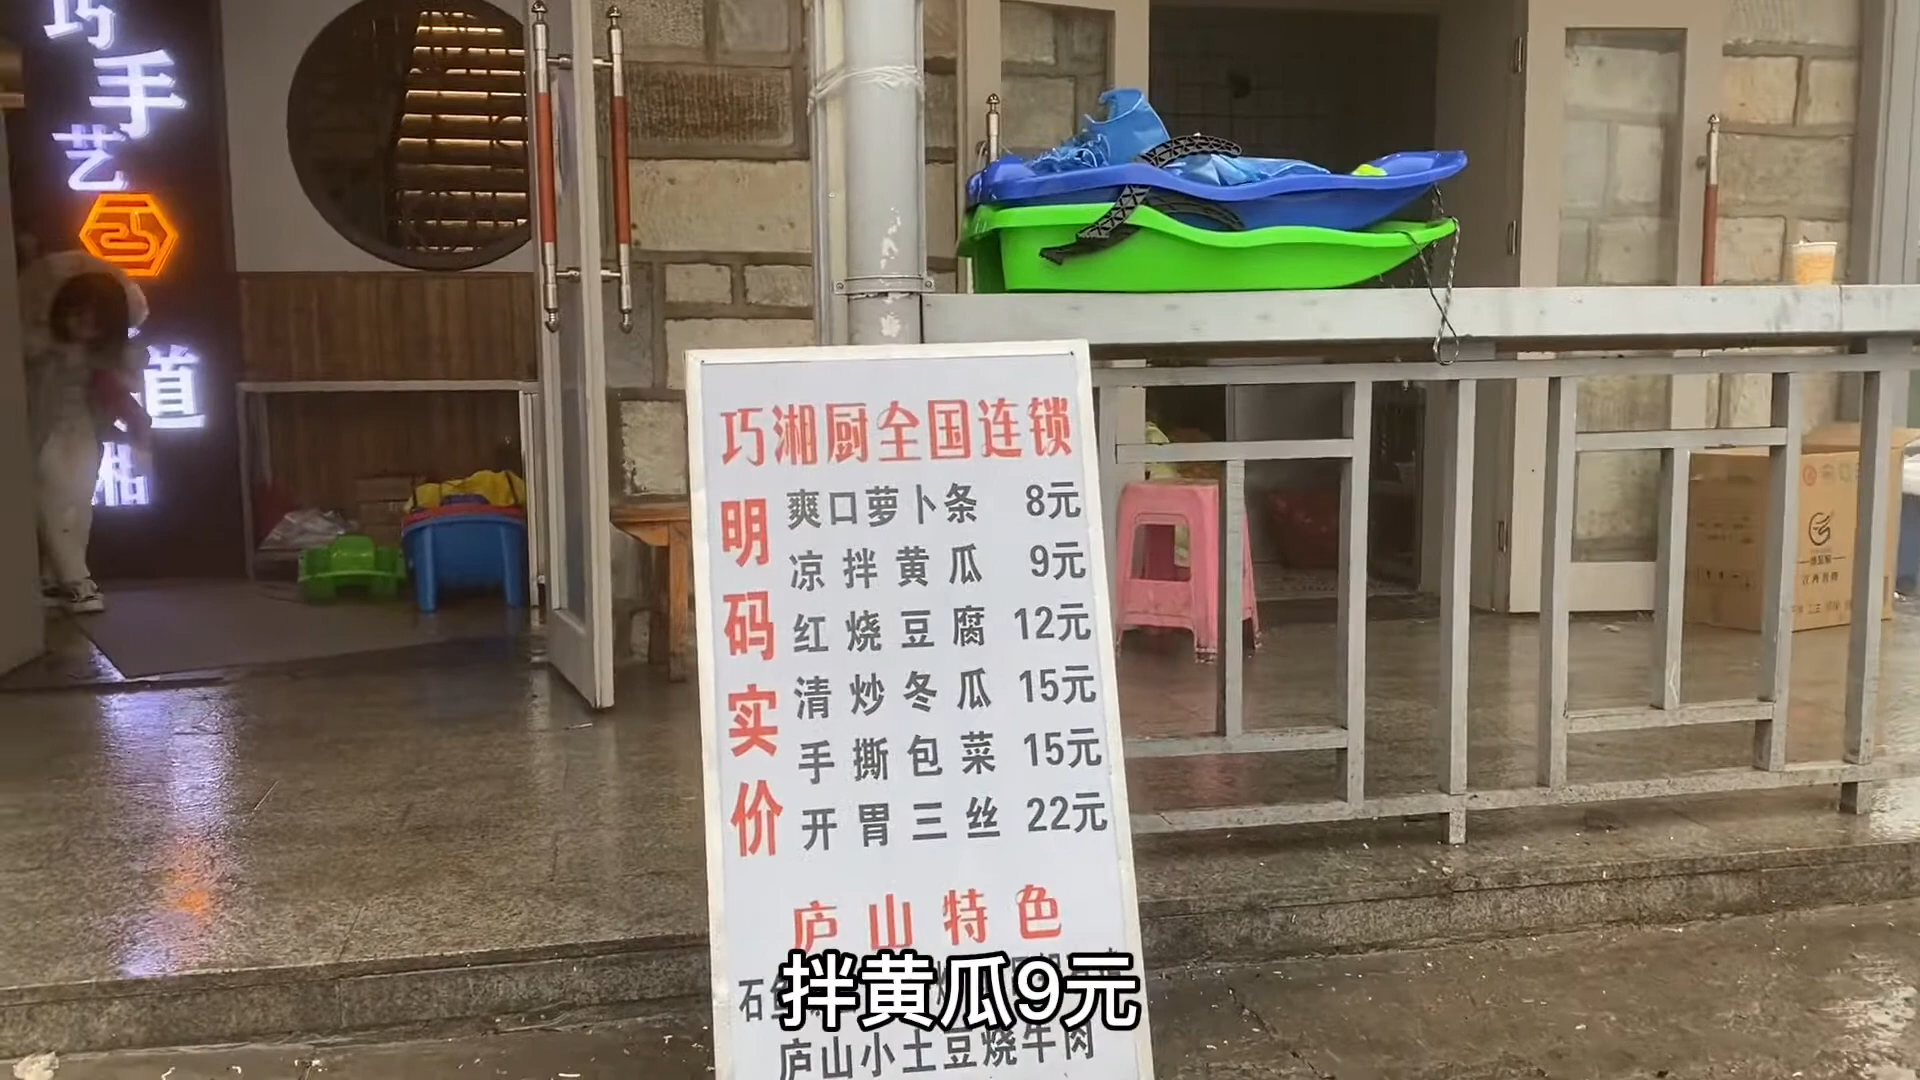 巧手艺
道
湘
巧湘厨全国连锁
明码实价
爽口萝卜条 8元
凉拌黄瓜 9元
红烧豆腐 12元
清炒冬瓜 15元
手撕包菜 15元
开胃三丝 22元
庐山特色
石
拌黄瓜9元
庐山小土豆烧牛肉